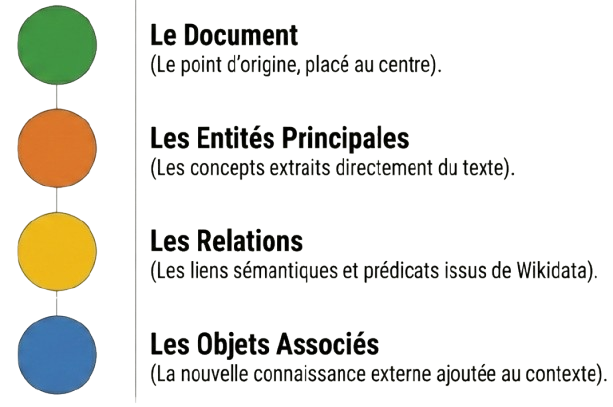 Le Document
(Le point d'origine, placé au centre).
Les Entités Principales
(Les concepts extraits directement du texte).
Les Relations
(Les liens sémantiques et prédicats issus de Wikidata).
Les Objets Associés
(La nouvelle connaissance externe ajoutée au contexte).